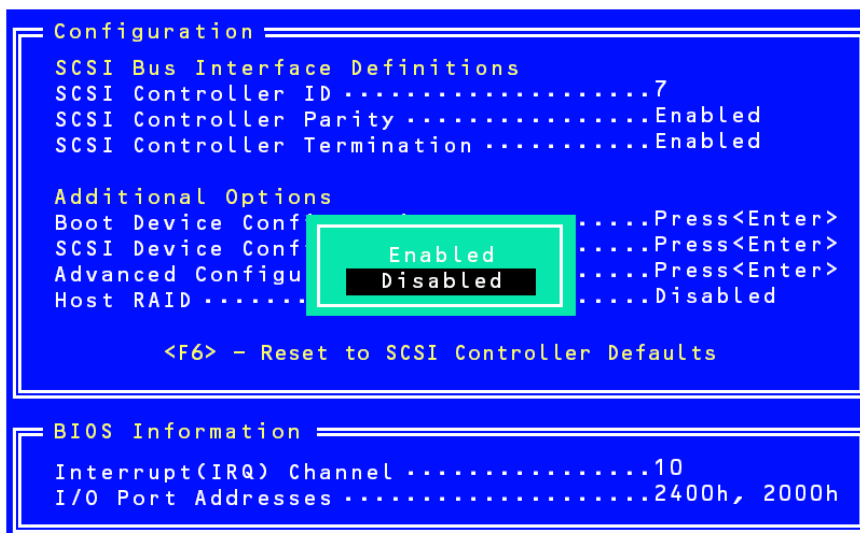 Configuration
SCSI Bus Interface Definitions
SCSI Controller ID ....................7
SCSI Controller Parity ................Enabled
SCSI Controller Termination ...........Enabled
Additional Options
Boot Device Conf .....Press<Enter>
SCSI Device Conf .....Press<Enter>
Advanced Configu .....Press<Enter>
Host RAID ....... .....Disabled
Enabled
Disabled
<F6> - Reset to SCSI Controller Defaults
BIOS Information
Interrupt(IRQ) Channel ................10
I/O Port Addresses ....................2400h, 2000h